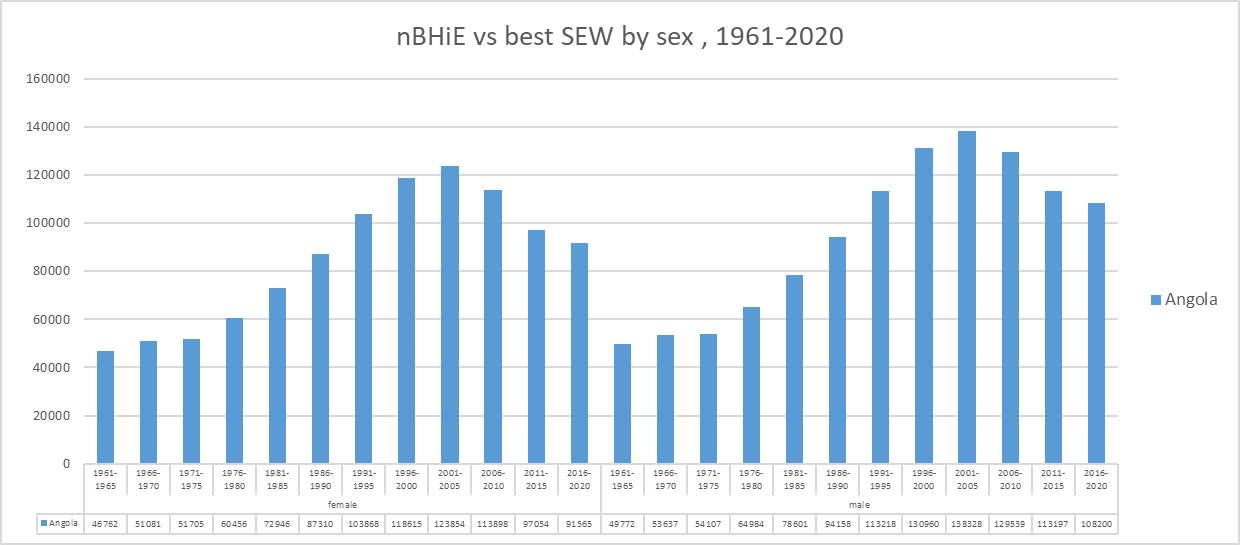 nBHiE vs best SEW by sex , 1961-2020
160000
140000
120000
100000
80000
60000
40000
20000
0
Angola
1961-1965 1966-1970 1971-1975 1976-1980 1981-1985 1986-1990 1991-1995 1996-2000 2001-2005 2006-2010 2011-2015 2016-2020 1961-1965 1966-1970 1971-1975 1976-1980 1981-1985 1986-1990 1991-1995 1996-2000 2001-2005 2006-2010 2011-2015 2016-2020
female male
Angola 46762 51081 51705 60456 72946 87310 103868 118615 123854 113898 97054 91565 49772 53637 54107 64984 78601 94158 113218 130960 138328 129539 113197 108200